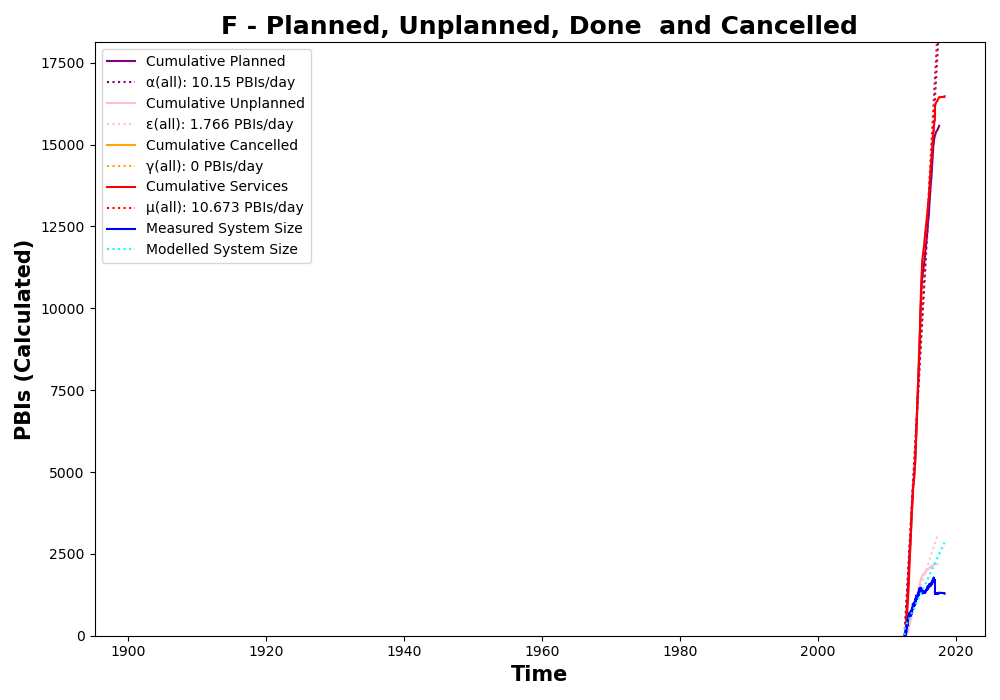 F - Planned, Unplanned, Done  and Cancelled
Cumulative Planned
α(all): 10.15 PBIs/day
Cumulative Unplanned
ε(all): 1.766 PBIs/day
Cumulative Cancelled
γ(all): 0 PBIs/day
Cumulative Services
μ(all): 10.673 PBIs/day
Measured System Size
Modelled System Size
PBIs (Calculated)
17500
15000
12500
10000
7500
5000
2500
0
1900 1920 1940 1960 1980 2000 2020
Time